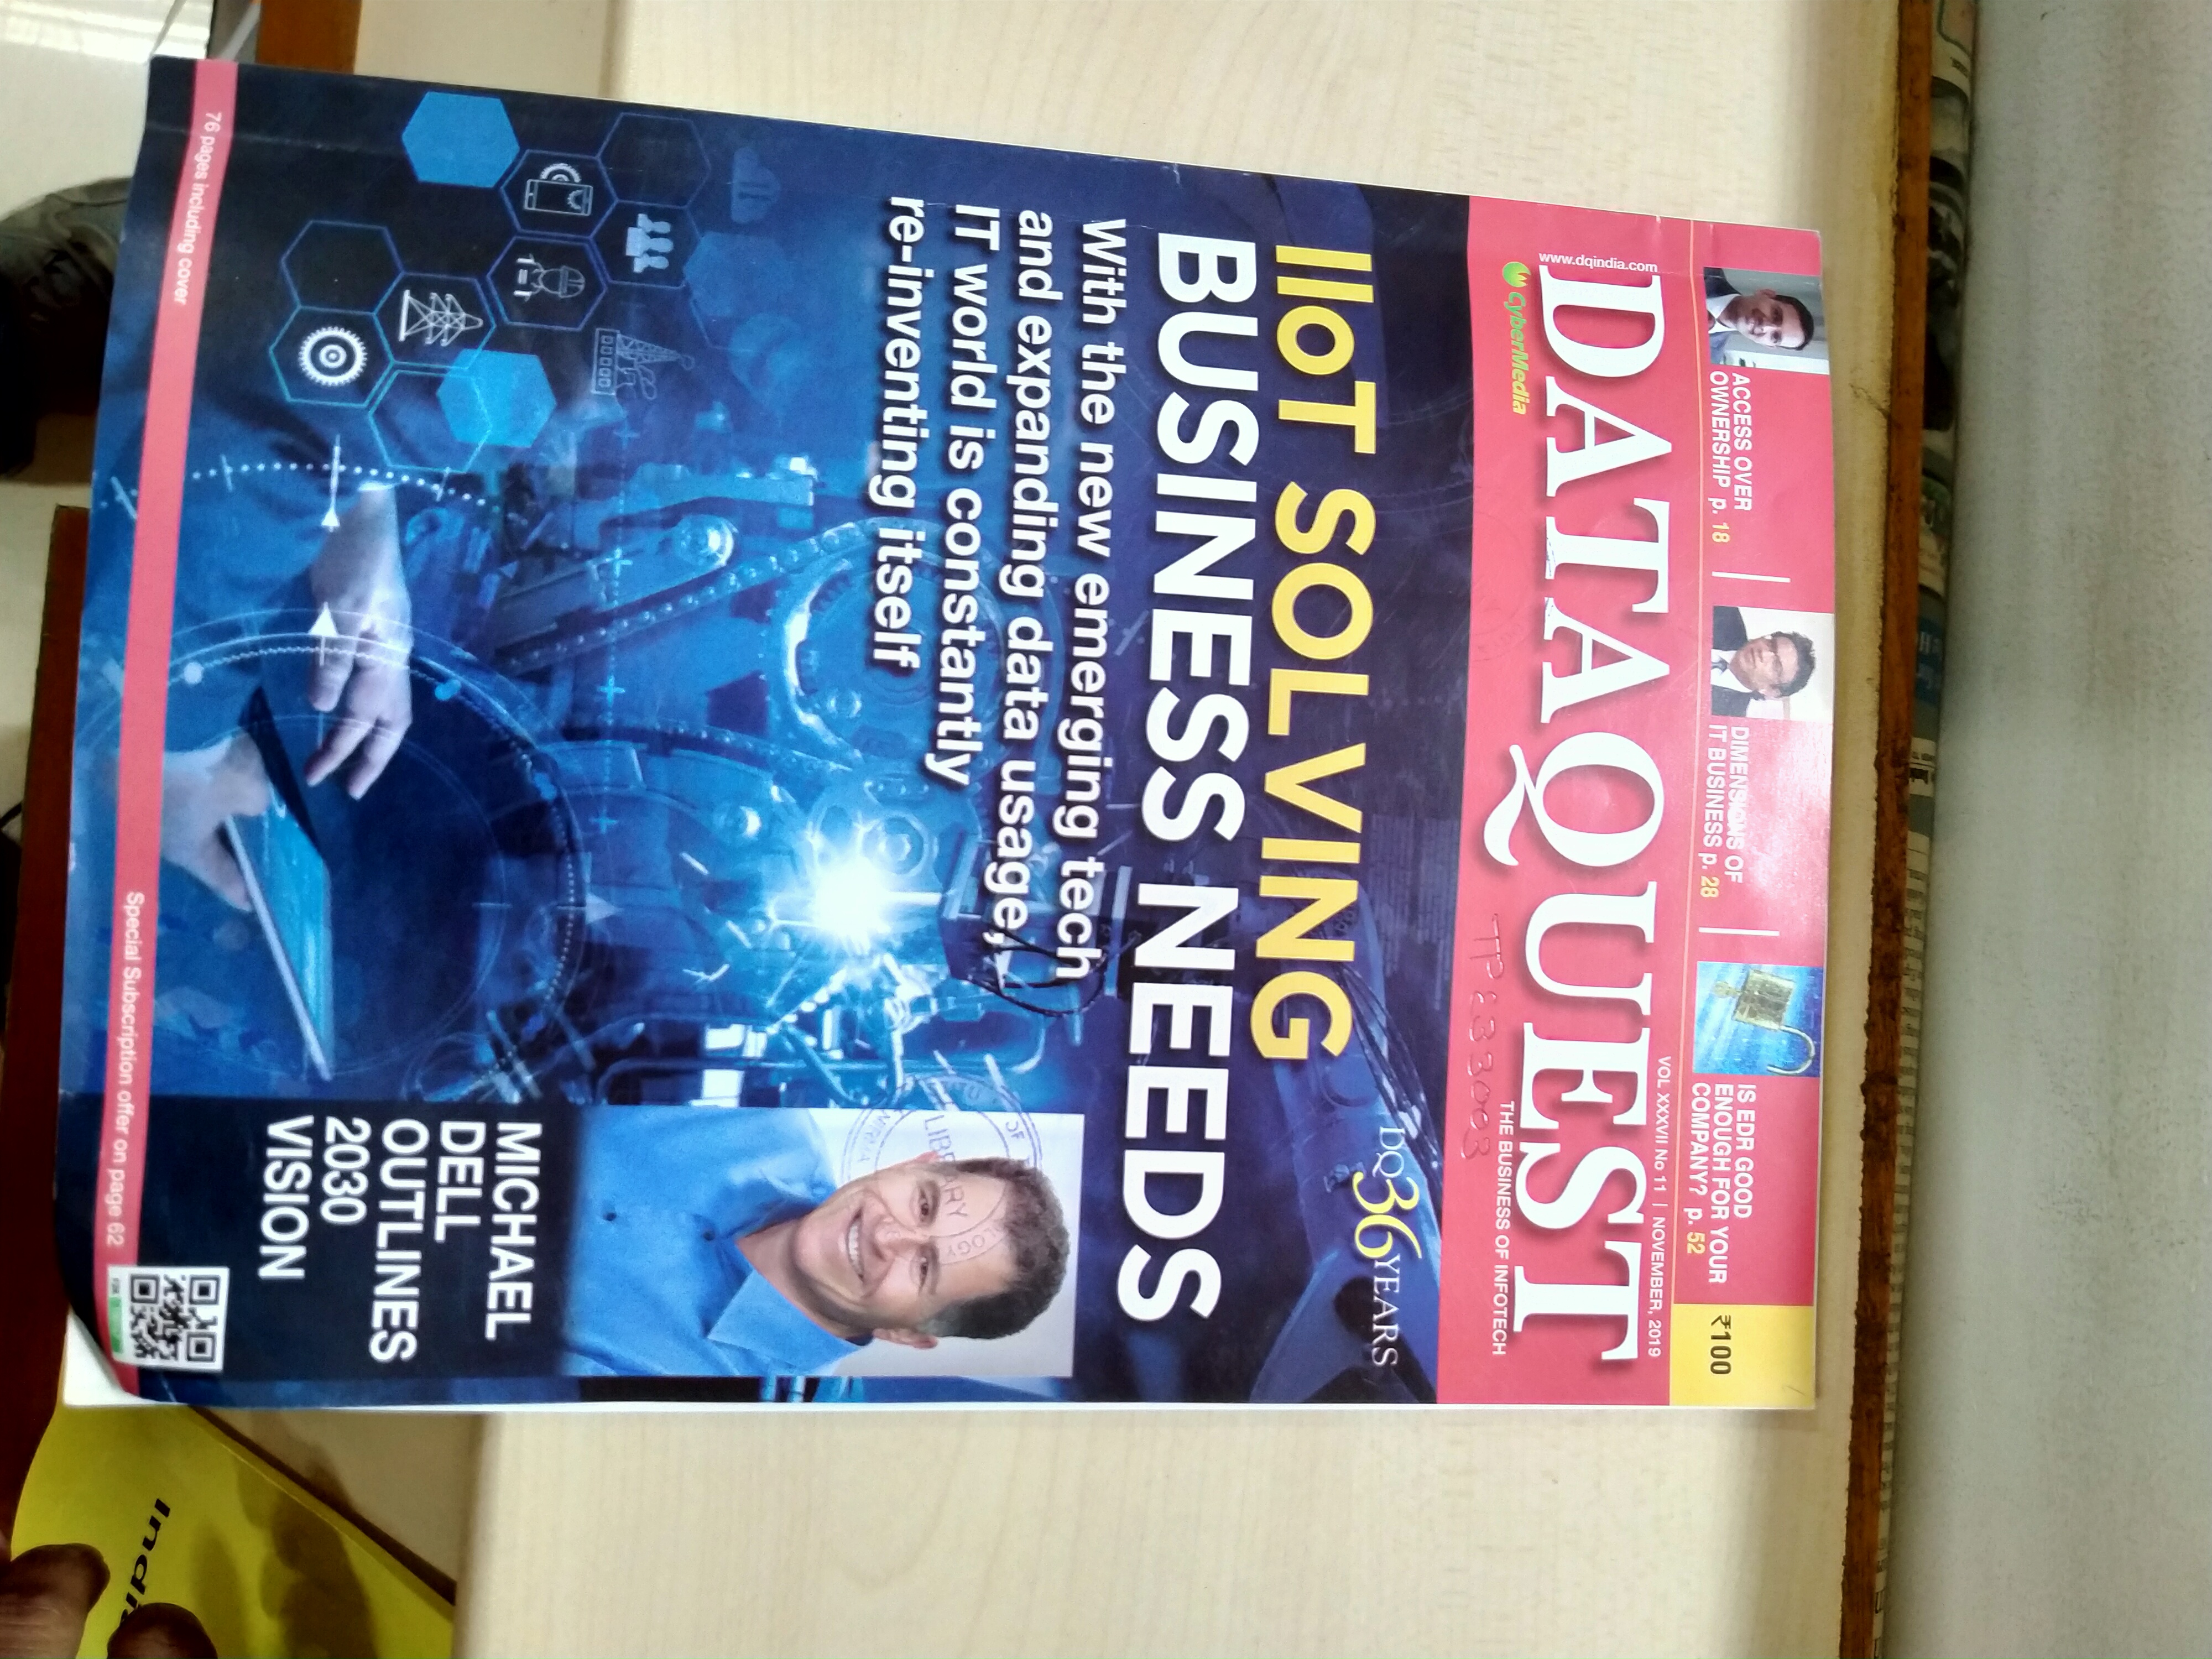 ACCESS OVER
OWNERSHIP p. 18
DIMENSIONS OF
IT BUSINESS p. 28
IS EDR GOOD
ENOUGH FOR YOUR
COMPANY? p. 52
₹100
VOL XXXVII No 11 | NOVEMBER, 2019
www.dqindia.com
DATAQUEST
CyberMedia
THE BUSINESS OF INFOTECH
DQ36YEARS
IIoT SOLVING
BUSINESS NEEDS
With the new emerging tech
and expanding data usage,
IT world is constantly
re-inventing itself
LIBRARY
MICHAEL
DELL
OUTLINES
2030
VISION
76 pages including cover
Special Subscription offer on page 62